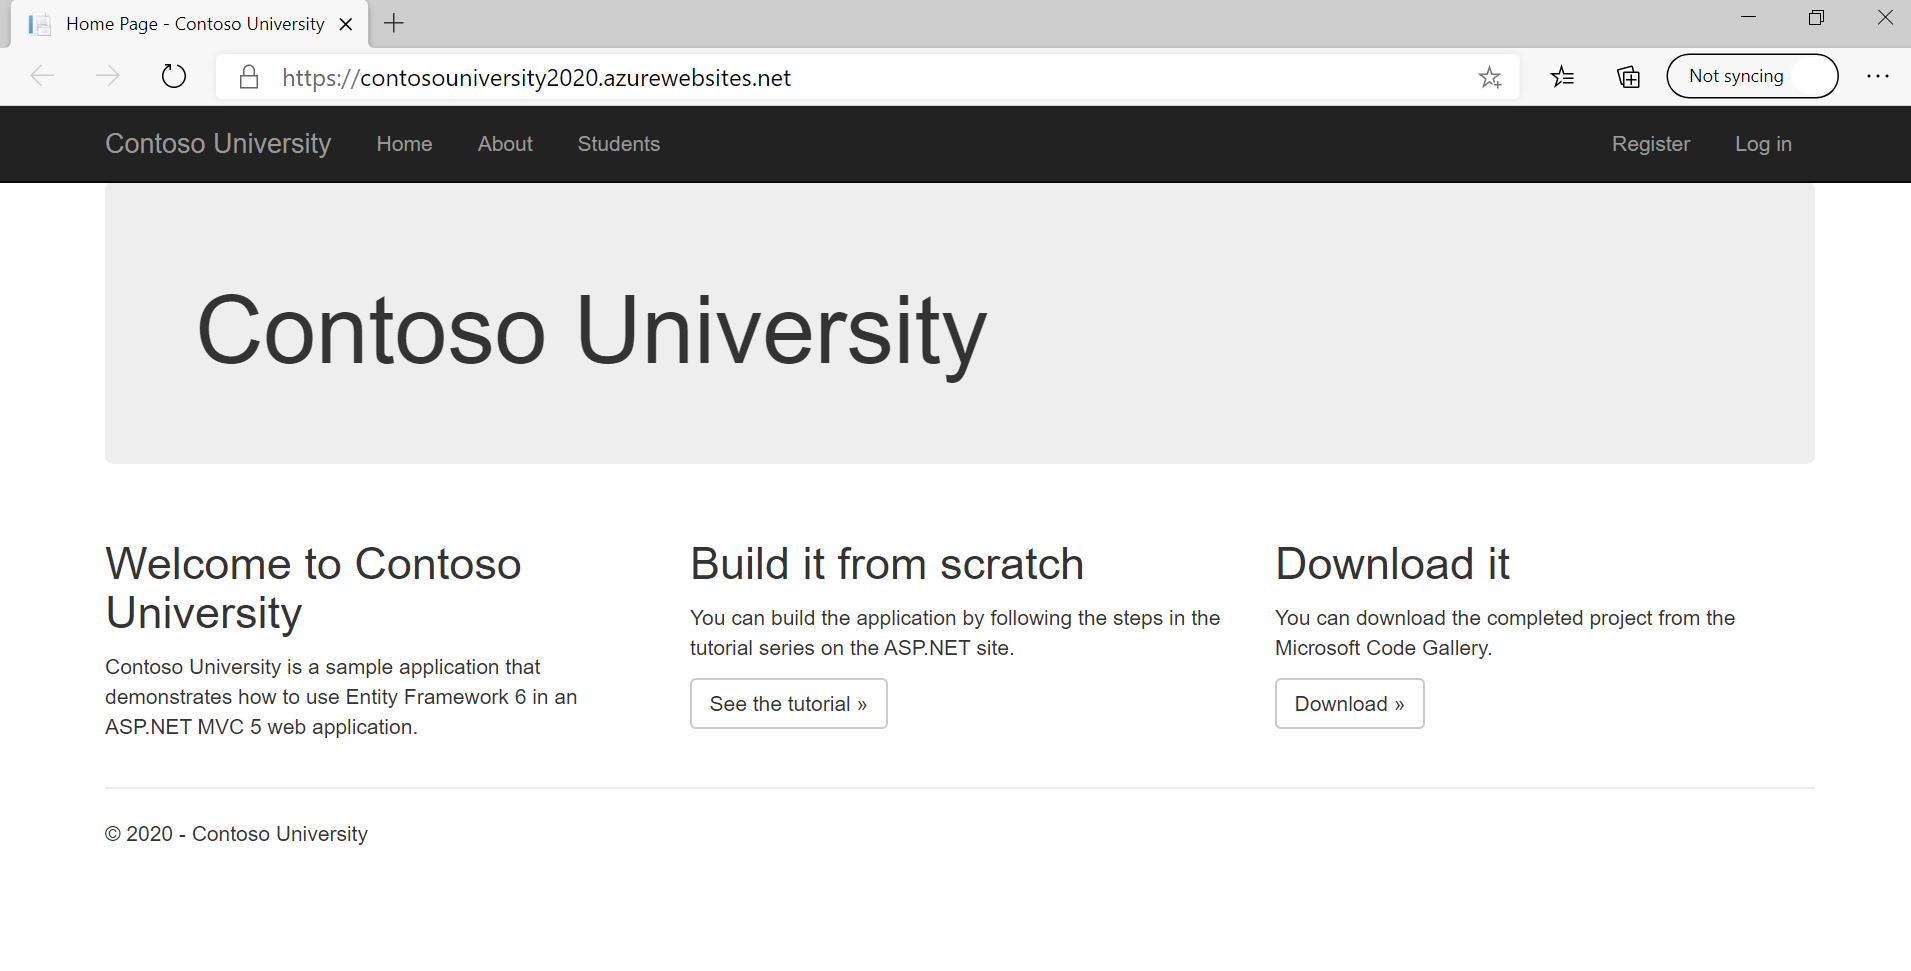 Home Page - Contoso University
https://contosouniversity2020.azurewebsites.net
Not syncing
Contoso University
Home
About
Students
Register
Log in
Contoso University
Welcome to Contoso
University
Contoso University is a sample application that
demonstrates how to use Entity Framework 6 in an
ASP.NET MVC 5 web application.
Build it from scratch
You can build the application by following the steps in the
tutorial series on the ASP.NET site.
See the tutorial »
Download it
You can download the completed project from the
Microsoft Code Gallery.
Download »
© 2020 - Contoso University